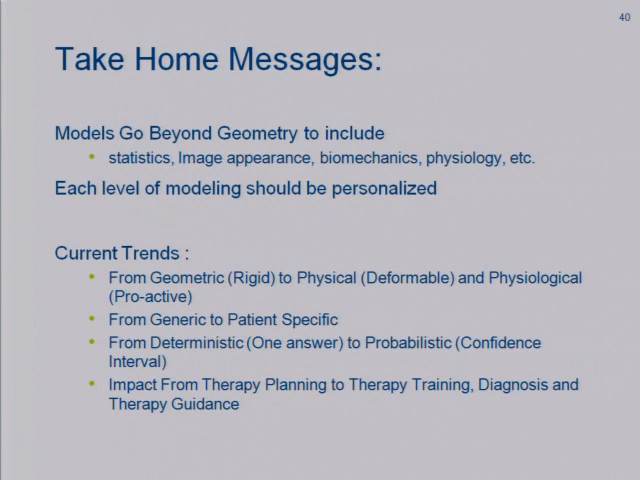 40
Take Home Messages:
Models Go Beyond Geometry to include
• statistics, Image appearance, biomechanics, physiology, etc.
Each level of modeling should be personalized
Current Trends :
• From Geometric (Rigid) to Physical (Deformable) and Physiological
(Pro-active)
• From Generic to Patient Specific
• From Deterministic (One answer) to Probabilistic (Confidence
Interval)
• Impact From Therapy Planning to Therapy Training, Diagnosis and
Therapy Guidance